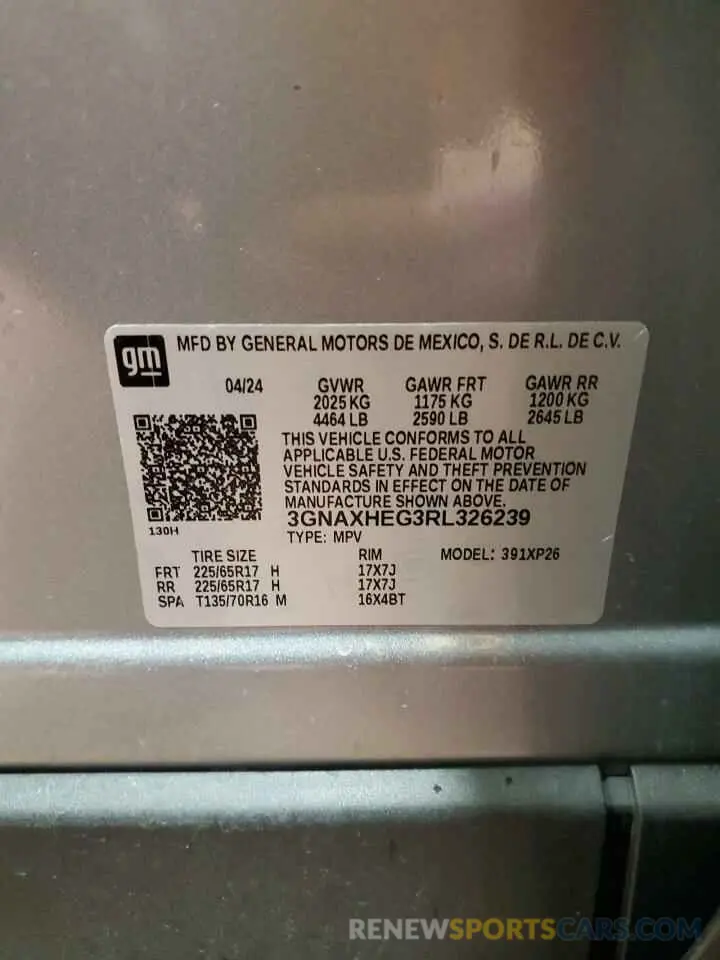 gm
MFD BY GENERAL MOTORS DE MEXICO, S. DE R.L. DE C.V.
04/24 GVWR GAWR FRT GAWR RR
2025 KG 1175 KG 1200 KG
4464 LB 2590 LB 2645 LB
THIS VEHICLE CONFORMS TO ALL
APPLICABLE U.S. FEDERAL MOTOR
VEHICLE SAFETY AND THEFT PREVENTION
STANDARDS IN EFFECT ON THE DATE OF
MANUFACTURE SHOWN ABOVE.
3GNAXHEG3RL326239
130H
TYPE: MPV
TIRE SIZE RIM MODEL: 391XP26
FRT 225/65R17 H 17X7J
RR 225/65R17 H 17X7J
SPA T135/70R16 M 16X4BT
RENEWSPORTSCARS.COM